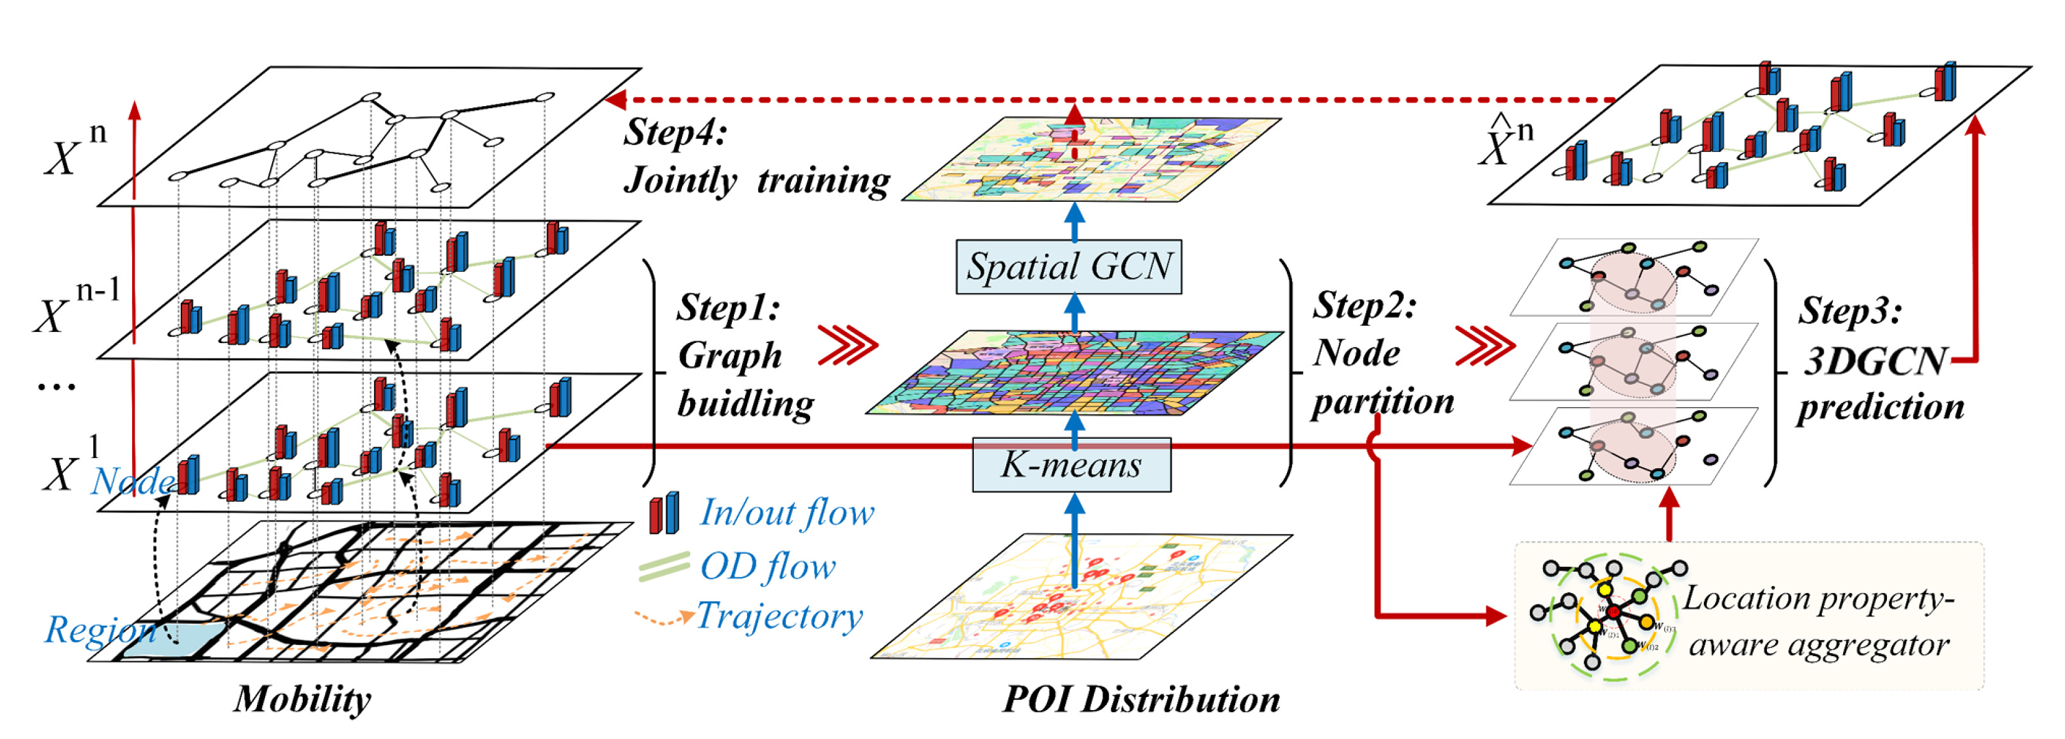 X^n
X^n-1
...
X^1
Node
Region
Mobility
Step4:
Jointly training
Step1:
Graph
buidling
In/out flow
OD flow
Trajectory
Spatial GCN
K-means
POI Distribution
Step2:
Node
partition
X̂^n
Step3:
3DGCN
prediction
Location property-
aware aggregator